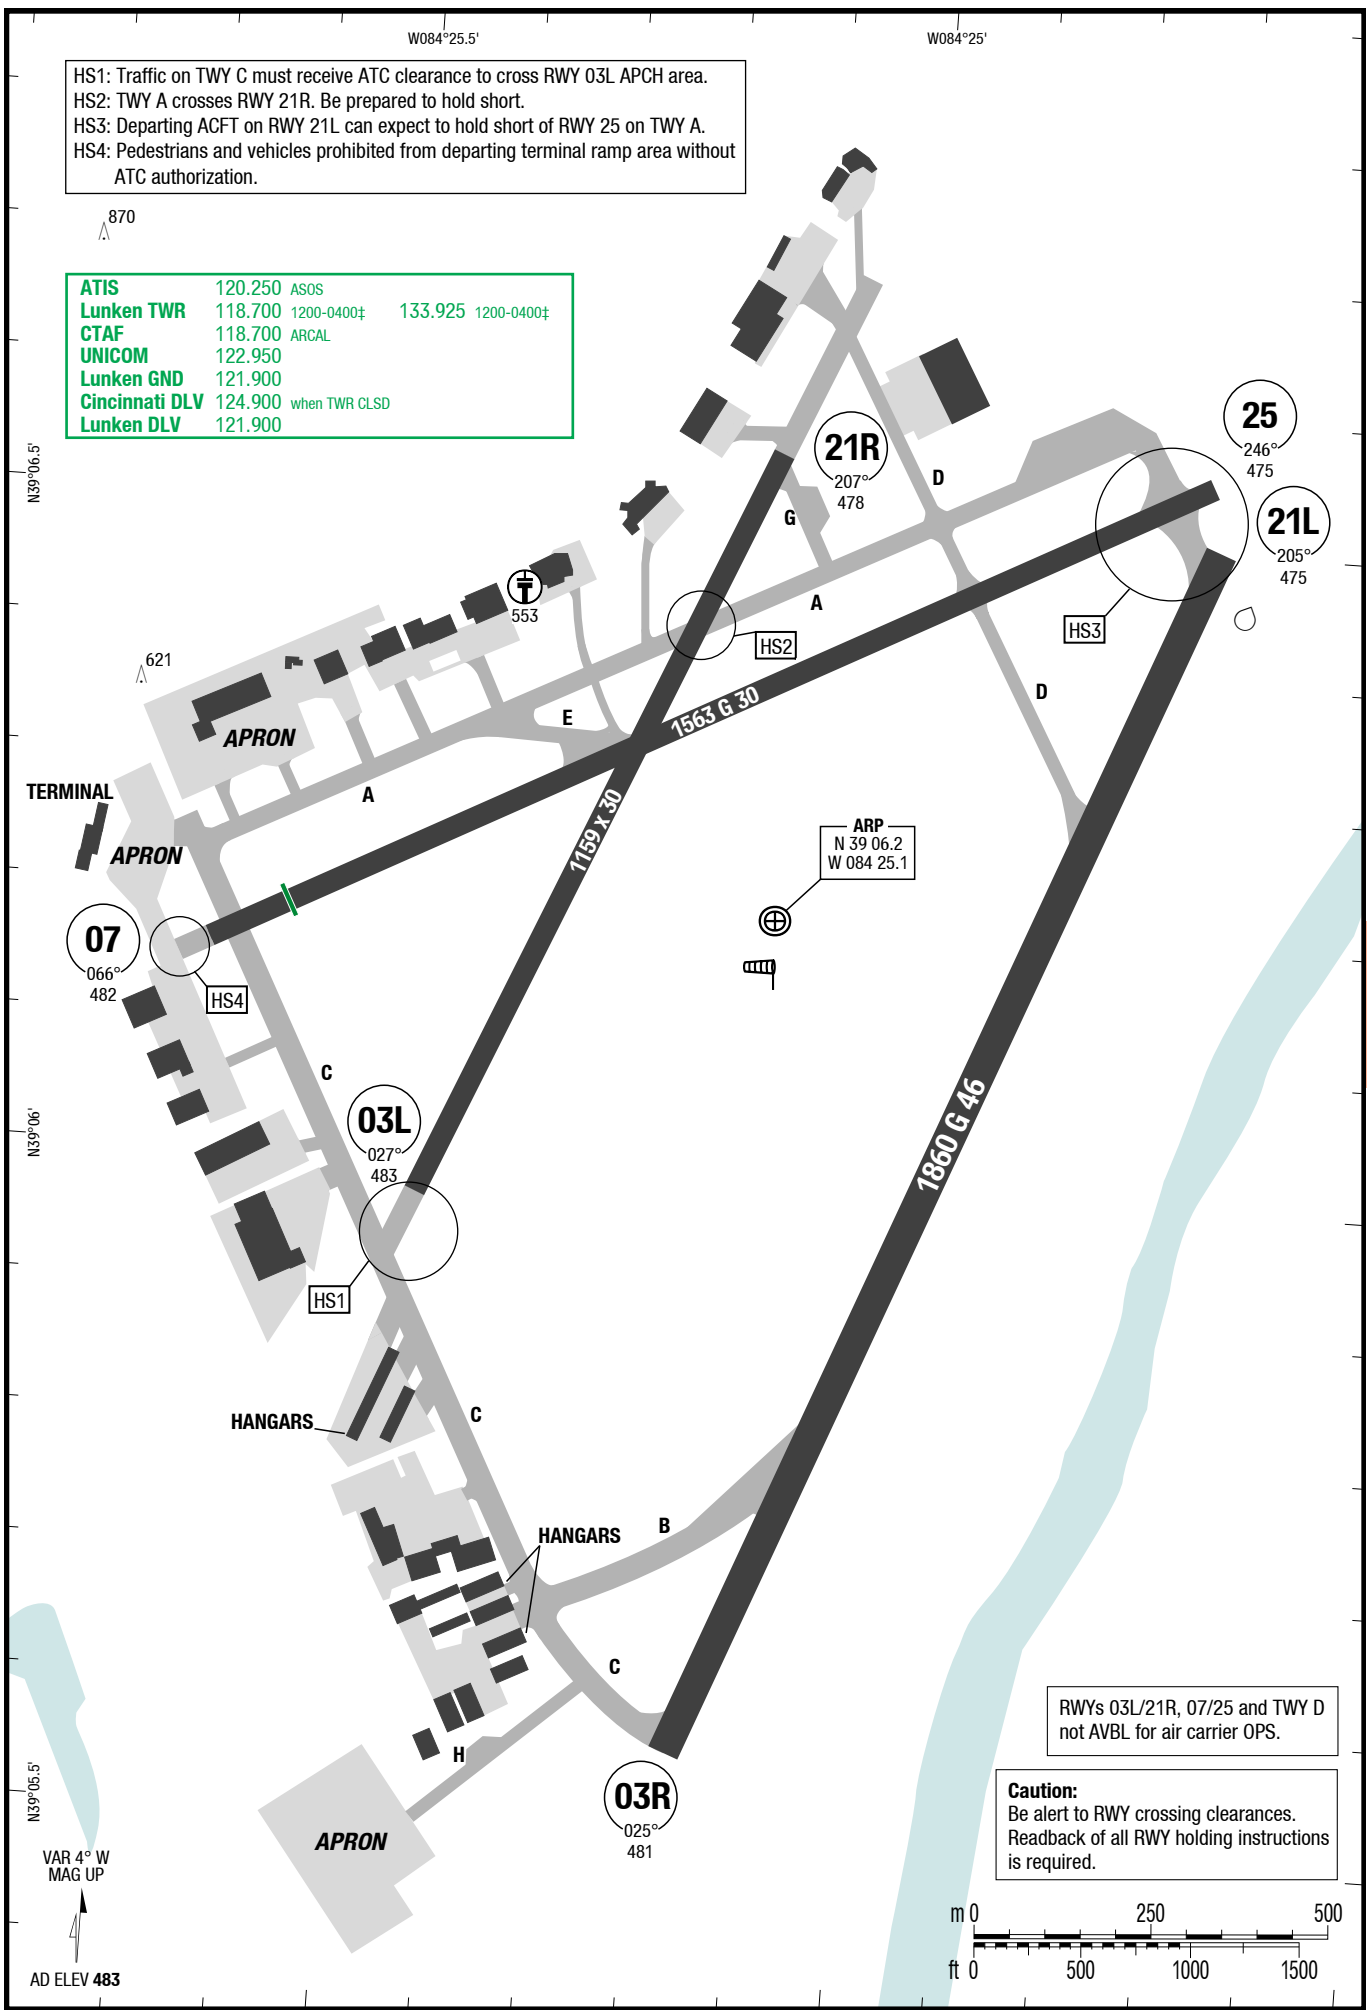 W084°25.5'
W084°25'
HS1: Traffic on TWY C must receive ATC clearance to cross RWY 03L APCH area.
HS2: TWY A crosses RWY 21R. Be prepared to hold short.
HS3: Departing ACFT on RWY 21L can expect to hold short of RWY 25 on TWY A.
HS4: Pedestrians and vehicles prohibited from departing terminal ramp area without
ATC authorization.
870
ATIS 120.250 ASOS
Lunken TWR 118.700 1200-0400‡ 133.925 1200-0400‡
CTAF 118.700 ARCAL
UNICOM 122.950
Lunken GND 121.900
Cincinnati DLV 124.900 when TWR CLSD
Lunken DLV 121.900
25
246°
475
21R
207°
478
N39°06.5'
D
21L
205°
475
G
553
A
HS2
HS3
621
D
1563 G 30
E
APRON
TERMINAL
A
1159 x 30
APRON
ARP
N 39 06.2
W 084 25.1
07
066°
482
HS4
C
1860 G 46
03L
027°
483
N39°06'
HS1
C
HANGARS
B
HANGARS
C
RWYs 03L/21R, 07/25 and TWY D
not AVBL for air carrier OPS.
H
N39°05.5'
03R
025°
481
Caution:
Be alert to RWY crossing clearances.
Readback of all RWY holding instructions
is required.
APRON
VAR 4° W
MAG UP
m 0 250 500
ft 0 500 1000 1500
AD ELEV 483